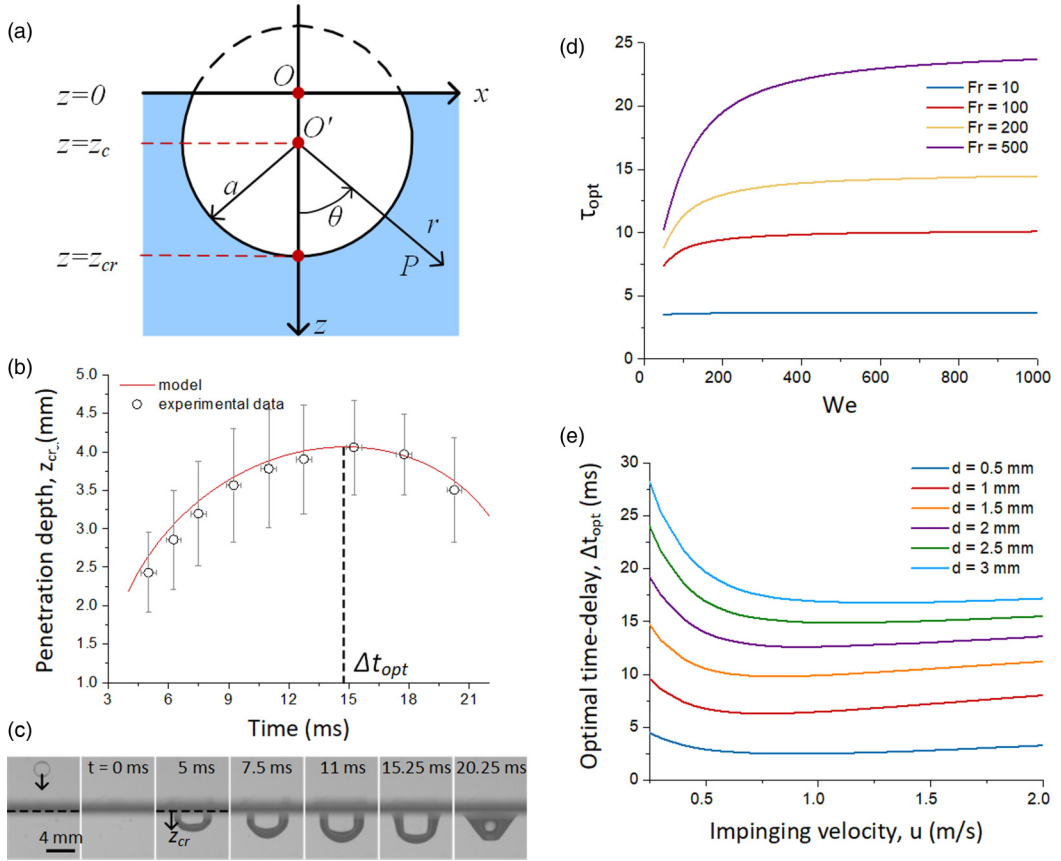 (a)
O
z=0
x
O'
z=z_c
a
θ
r
z=z_cr
P
z
(b)
Penetration depth, z_cr,(mm)
5.0
4.5
4.0
3.5
3.0
2.5
2.0
1.5
1.0
model
experimental data
Δt_opt
3 6 9 12 15 18 21
Time (ms)
(c)
t = 0 ms 5 ms 7.5 ms 11 ms 15.25 ms 20.25 ms
z_cr
4 mm
(d)
τ_opt
25
20
15
10
5
0
Fr = 10
Fr = 100
Fr = 200
Fr = 500
0 200 400 600 800 1000
We
(e)
Optimal time-delay, Δt_opt (ms)
30
25
20
15
10
5
0
d = 0.5 mm
d = 1 mm
d = 1.5 mm
d = 2 mm
d = 2.5 mm
d = 3 mm
0.5 1.0 1.5 2.0
Impinging velocity, u (m/s)